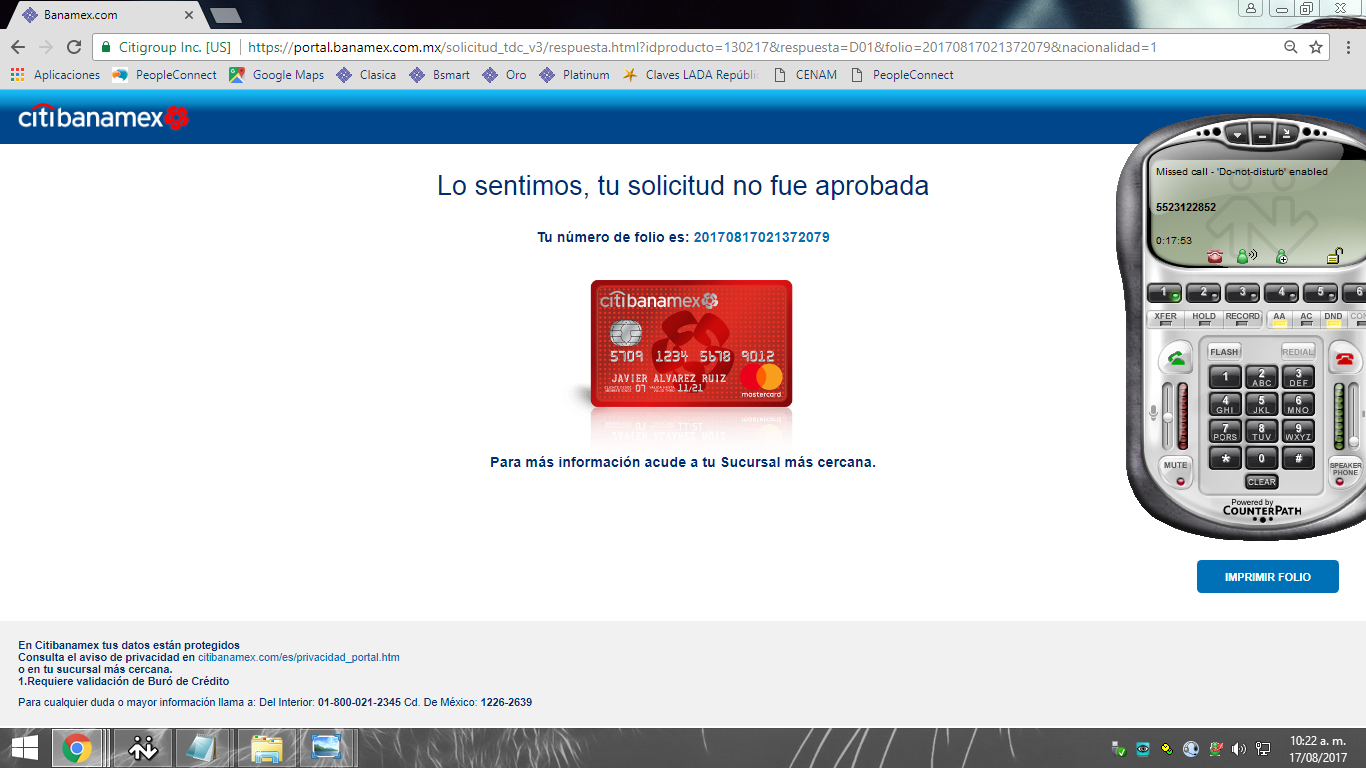 Banamex.com
Citigroup Inc. [US]
https://portal.banamex.com.mx/solicitud_tdc_v3/respuesta.html?idproducto=130217&respuesta=D01&folio=20170817021372079&nacionalidad=1
Aplicaciones PeopleConnect Google Maps Clasica Bsmart Oro Platinum Claves LADA Repúblic CENAM PeopleConnect
citibanamex
Lo sentimos, tu solicitud no fue aprobada
Tu número de folio es: 20170817021372079
citibanamex
5709 1234 5678 9012
JAVIER ALVAREZ RUIZ
07 11/21
mastercard
Para más información acude a tu Sucursal más cercana.
Missed call - 'Do-not-disturb' enabled
5523122852
0:17:53
1 2 3 4 5 6
XFER HOLD RECORD AA AC DND CON
FLASH REDIAL
1 2 ABC 3 DEF
4 GHI 5 JKL 6 MNO
7 PQRS 8 TUV 9 WXYZ
* 0 #
MUTE
SPEAKER PHONE
CLEAR
Powered by
COUNTERPATH
IMPRIMIR FOLIO
En Citibanamex tus datos están protegidos
Consulta el aviso de privacidad en citibanamex.com/es/privacidad_portal.htm
o en tu sucursal más cercana.
1.Requiere validación de Buró de Crédito
Para cualquier duda o mayor información llama a: Del Interior: 01-800-021-2345 Cd. De México: 1226-2639
10:22 a. m.
17/08/2017